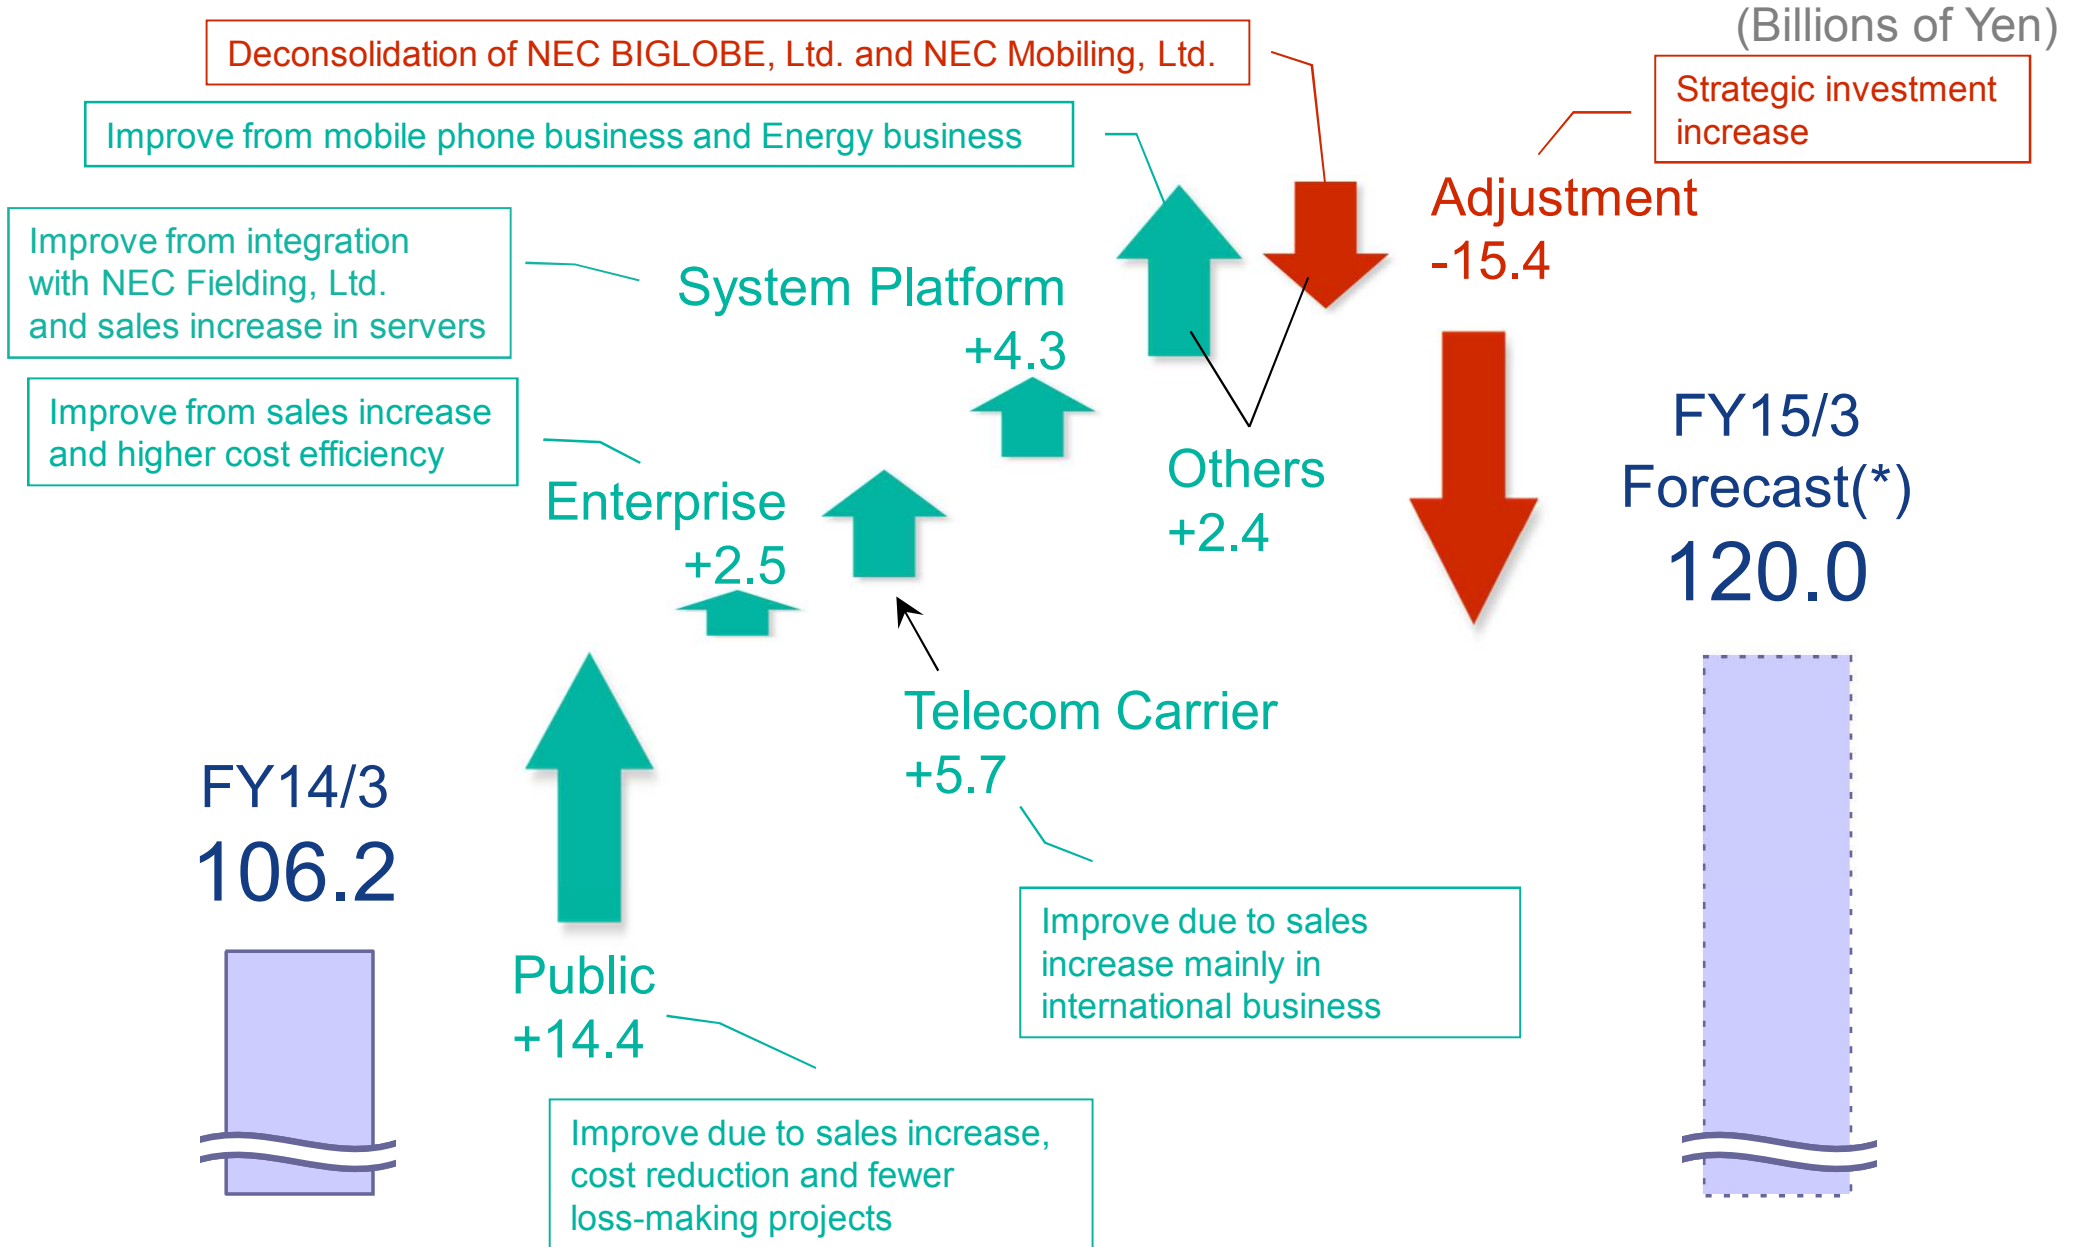 (Billions of Yen)
Deconsolidation of NEC BIGLOBE, Ltd. and NEC Mobiling, Ltd.
Strategic investment
increase
Improve from mobile phone business and Energy business
Adjustment
-15.4
Improve from integration
with NEC Fielding, Ltd.
and sales increase in servers
System Platform
+4.3
Improve from sales increase
and higher cost efficiency
Enterprise
+2.5
Others
+2.4
FY15/3
Forecast(*)
120.0
Telecom Carrier
+5.7
FY14/3
106.2
Improve due to sales
increase mainly in
international business
Public
+14.4
Improve due to sales increase,
cost reduction and fewer
loss-making projects